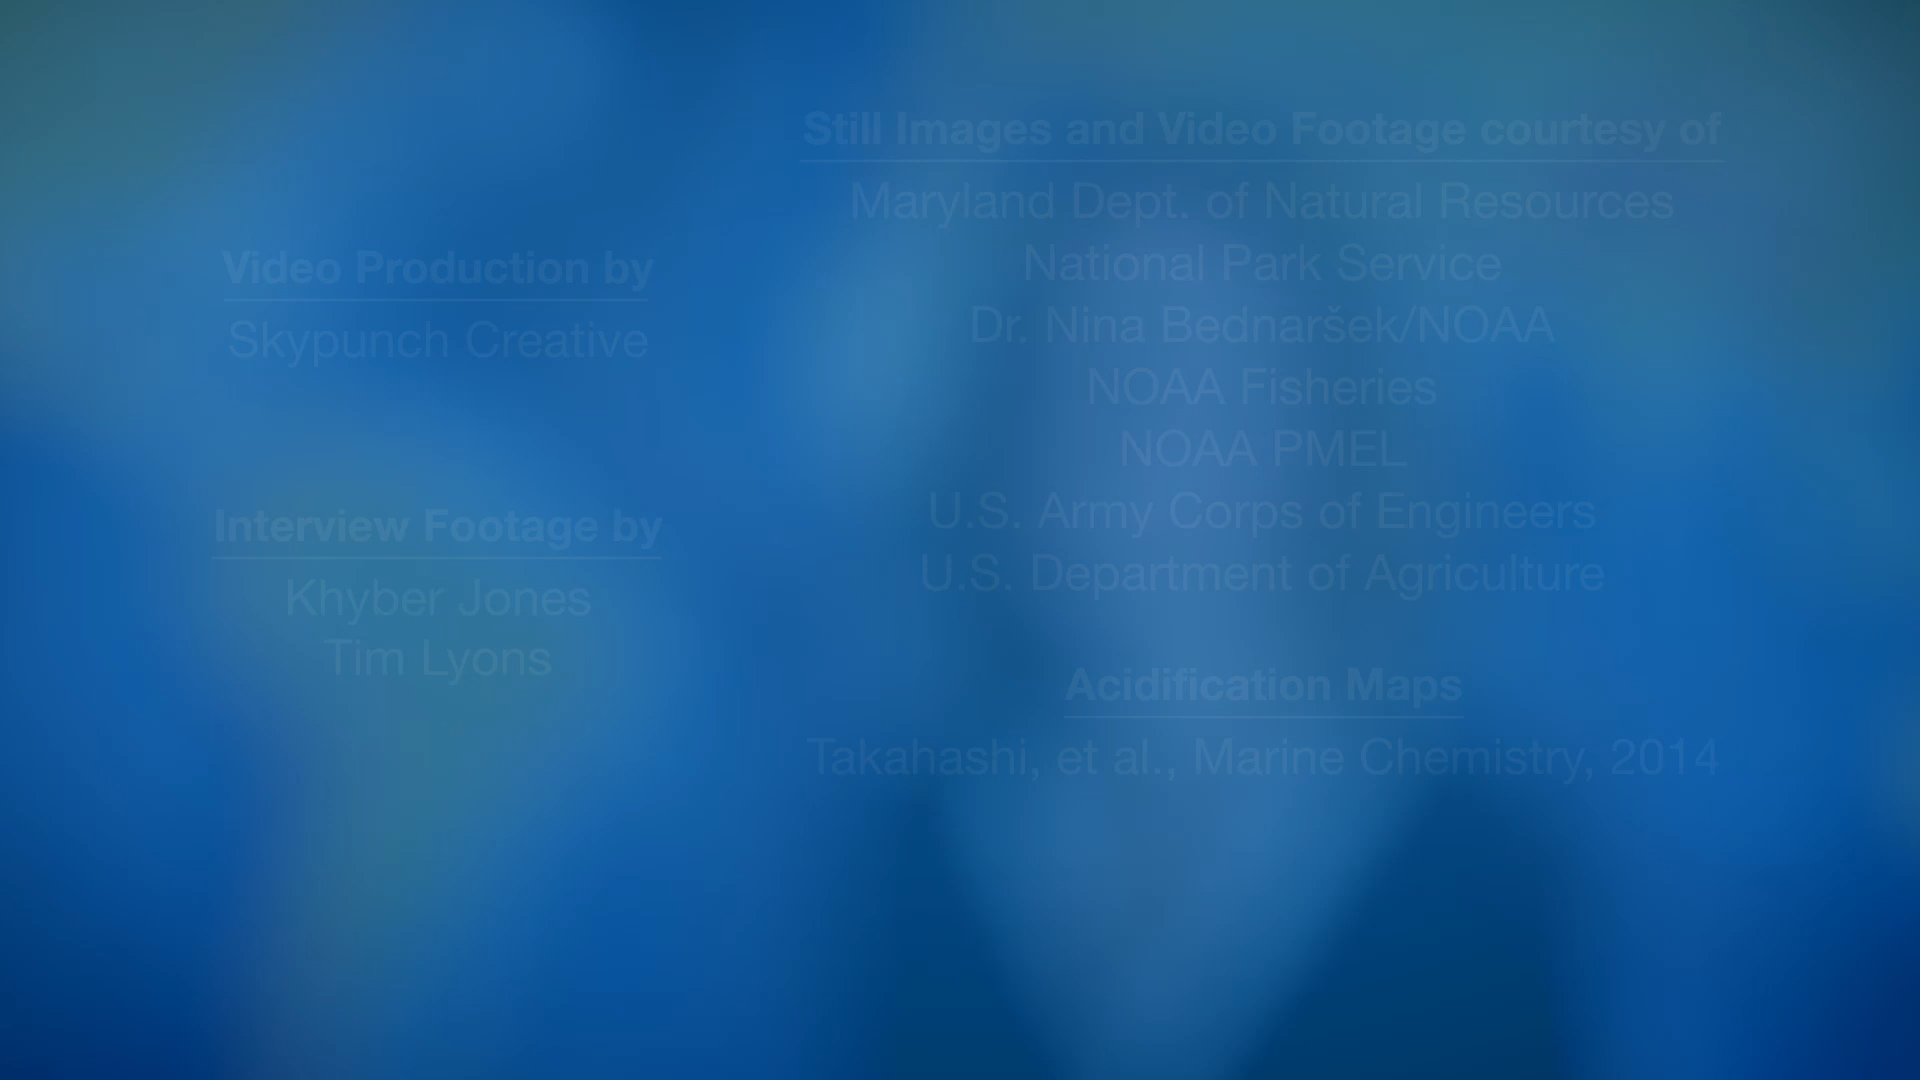 Video Production by
Skypunch Creative
Interview Footage by
Khyber Jones
Tim Lyons
Still Images and Video Footage courtesy of
Maryland Dept. of Natural Resources
National Park Service
Dr. Nina Bednaršek/NOAA
NOAA Fisheries
NOAA PMEL
U.S. Army Corps of Engineers
U.S. Department of Agriculture
Acidification Maps
Takahashi, et al., Marine Chemistry, 2014